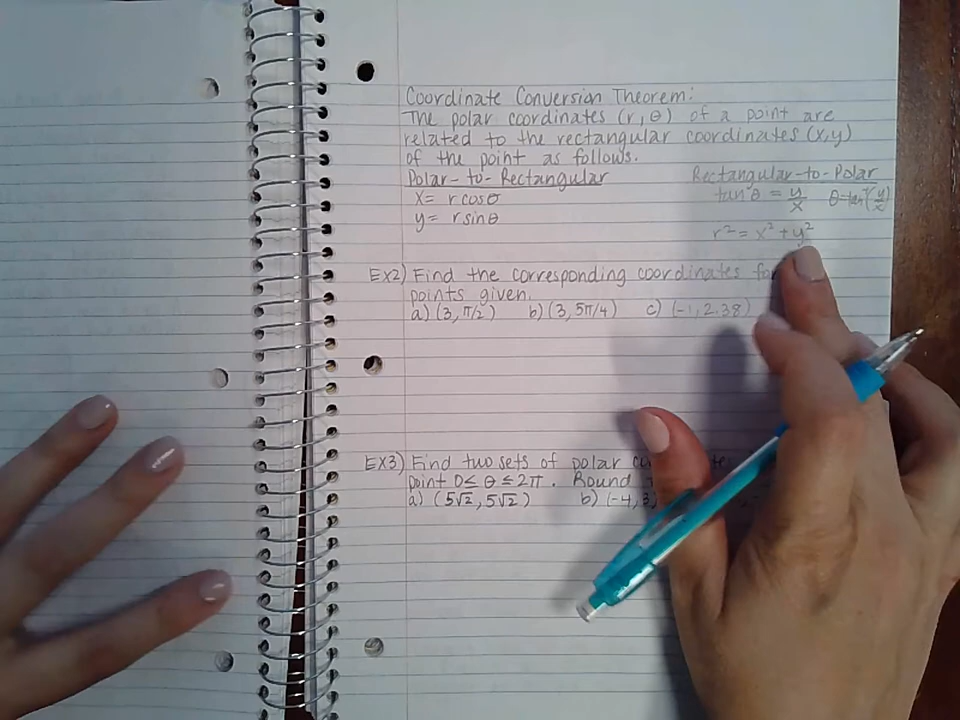 Coordinate Conversion Theorem:
The polar coordinates (r, θ) of a point are
related to the rectangular coordinates (x,y)
of the point as follows.
Polar-to-Rectangular
x = r cosθ
y = r sinθ
Rectangular-to-Polar
tan θ = y/x θ=tan⁻¹(y/x)
r² = x² + y²
EX2) Find the corresponding coordinates
points given.
a) (3, π/2) b) (3, 5π/4) c) (-1, 2.38)
EX3) Find two sets of polar
point 0 ≤ θ ≤ 2π. Round
a) (5√2, 5√2) b) (-4, 3